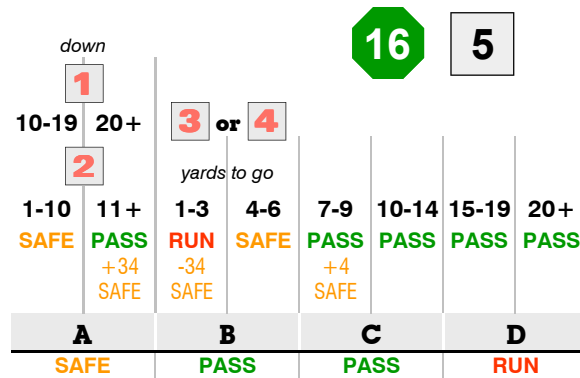 16 5
down
1
10-19 20+ 3 or 4
2 yards to go
1-10 11+ 1-3 4-6 7-9 10-14 15-19 20+
SAFE PASS RUN SAFE PASS PASS PASS PASS
+34 -34 +4
SAFE SAFE SAFE
A B C D
SAFE PASS PASS RUN